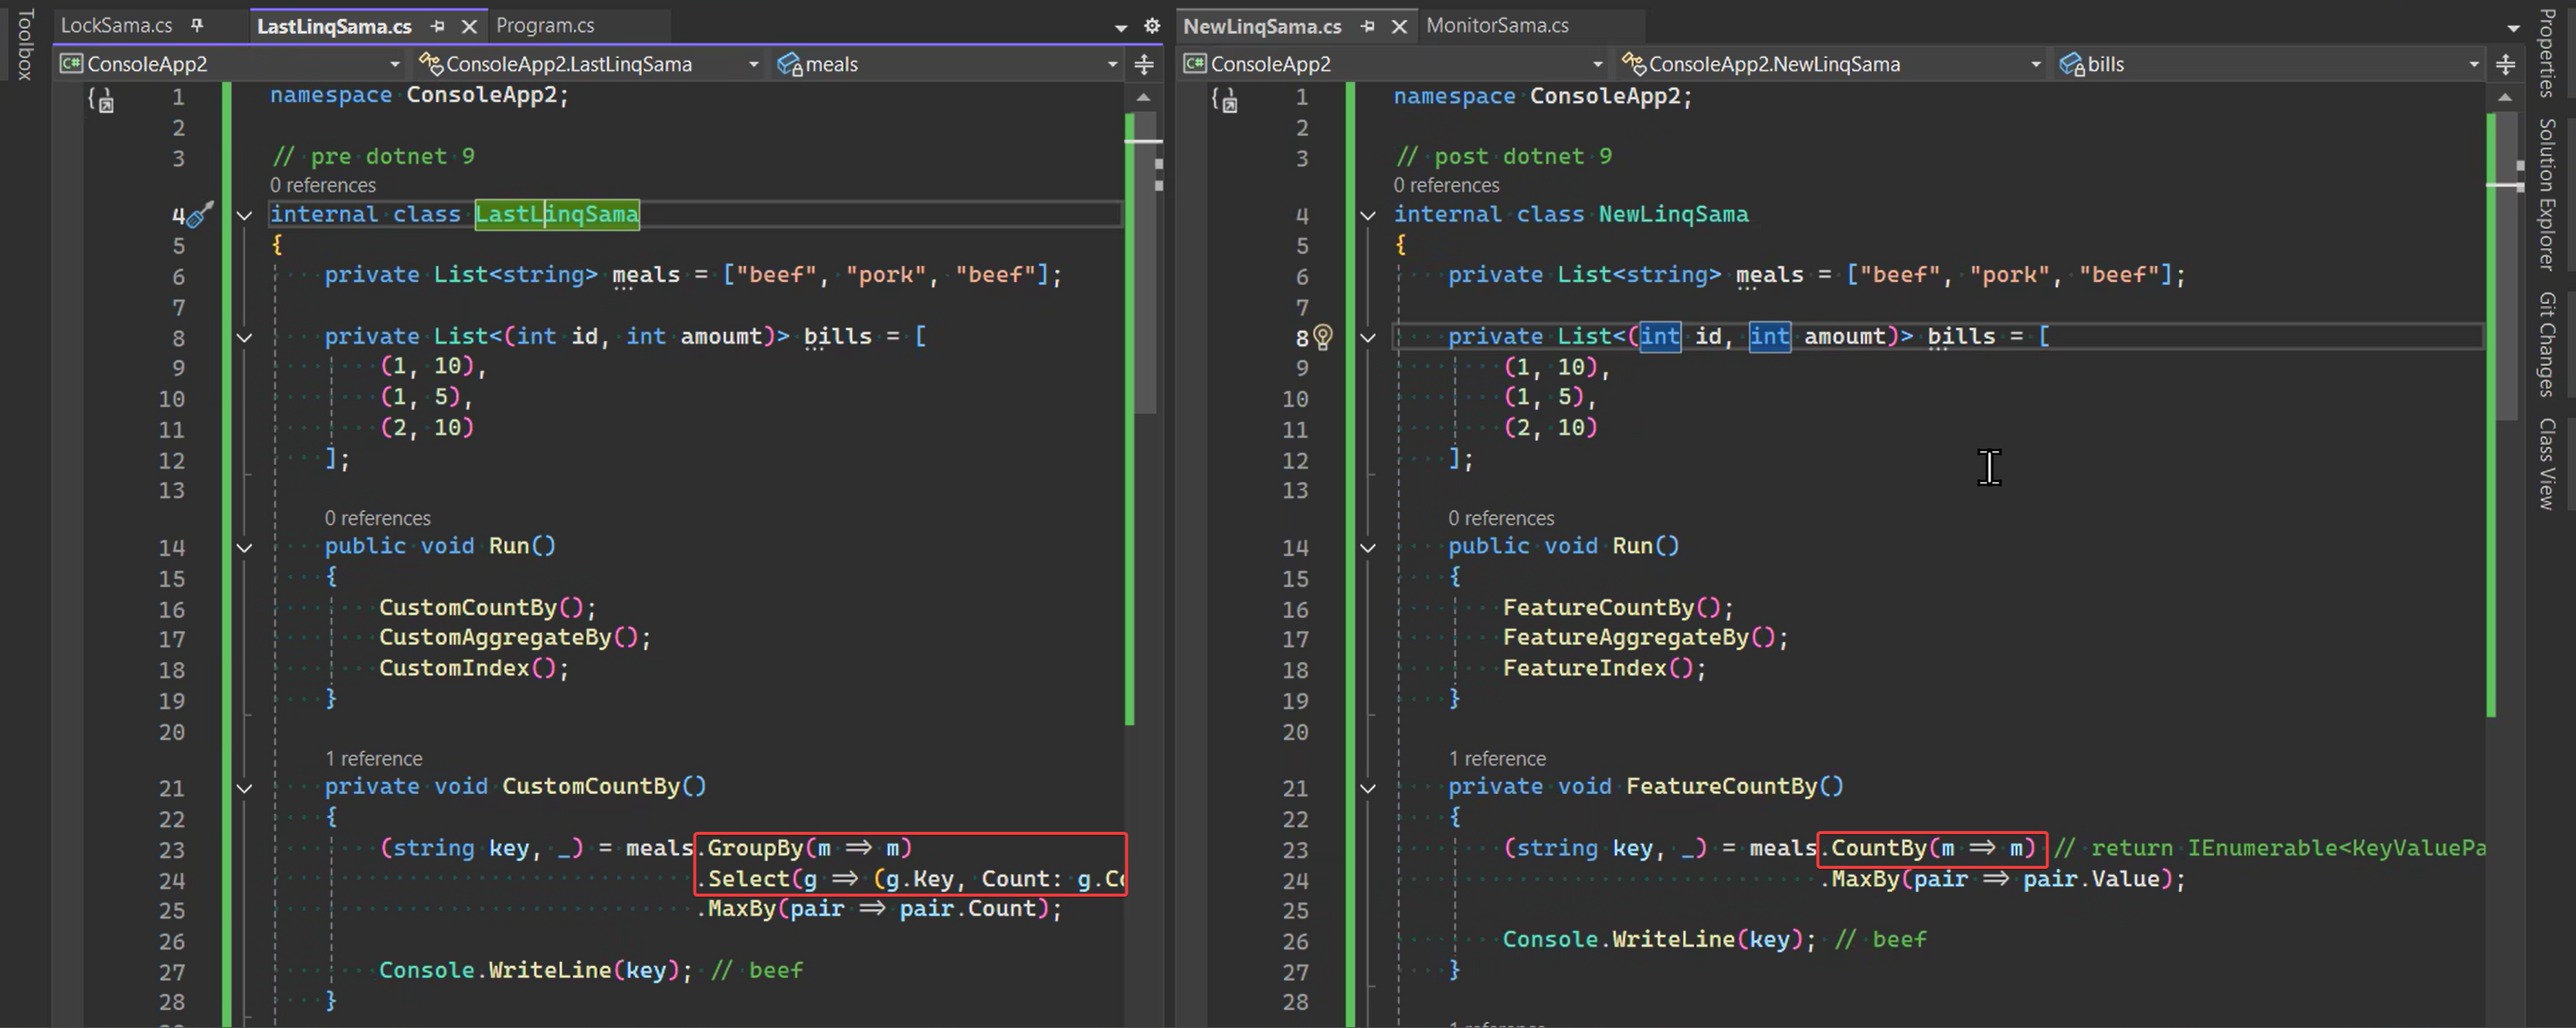 Toolbox
LockSama.cs
LastLinqSama.cs
Program.cs
ConsoleApp2
ConsoleApp2.LastLinqSama
meals
1 namespace ConsoleApp2;
2
3 // pre dotnet 9
0 references
4 internal class LastLinqSama
5 {
6 private List<string> meals = ["beef", "pork", "beef"];
7
8 private List<(int id, int amoumt)> bills = [
9 (1, 10),
10 (1, 5),
11 (2, 10)
12 ];
13
0 references
14 public void Run()
15 {
16 CustomCountBy();
17 CustomAggregateBy();
18 CustomIndex();
19 }
20
1 reference
21 private void CustomCountBy()
22 {
23 (string key, _) = meals.GroupBy(m => m)
24 .Select(g => (g.Key, Count: g.Co
25 .MaxBy(pair => pair.Count);
26
27 Console.WriteLine(key); // beef
28 }
NewLinqSama.cs
MonitorSama.cs
ConsoleApp2
ConsoleApp2.NewLinqSama
bills
1 namespace ConsoleApp2;
2
3 // post dotnet 9
0 references
4 internal class NewLinqSama
5 {
6 private List<string> meals = ["beef", "pork", "beef"];
7
8 private List<(int id, int amoumt)> bills = [
9 (1, 10),
10 (1, 5),
11 (2, 10)
12 ];
13
0 references
14 public void Run()
15 {
16 FeatureCountBy();
17 FeatureAggregateBy();
18 FeatureIndex();
19 }
20
1 reference
21 private void FeatureCountBy()
22 {
23 (string key, _) = meals.CountBy(m => m) // return IEnumerable<KeyValuePa
24 .MaxBy(pair => pair.Value);
25
26 Console.WriteLine(key); // beef
27 }
28
Properties
Solution Explorer
Git Changes
Class View